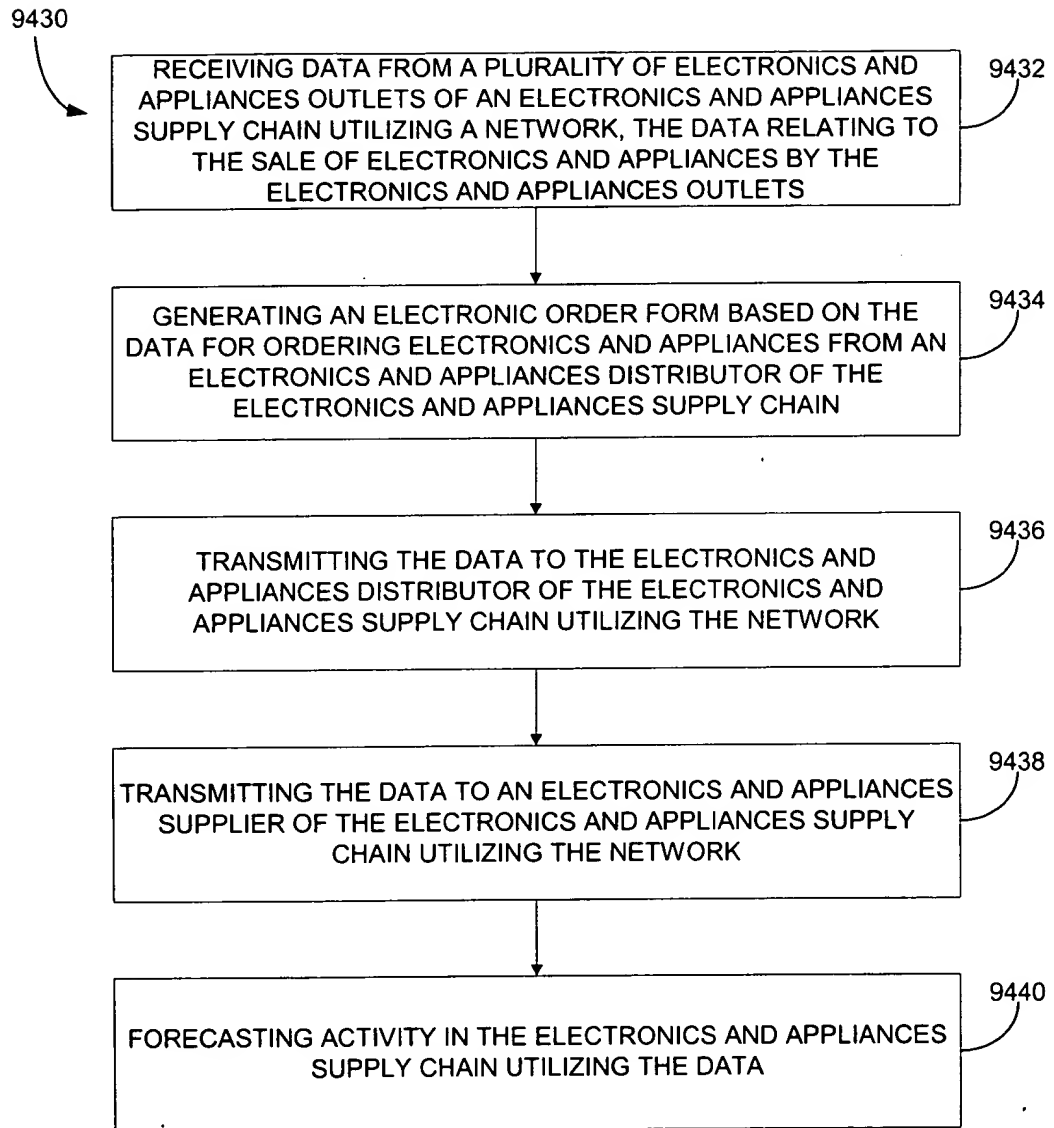 9430
RECEIVING DATA FROM A PLURALITY OF ELECTRONICS AND
APPLIANCES OUTLETS OF AN ELECTRONICS AND APPLIANCES
SUPPLY CHAIN UTILIZING A NETWORK, THE DATA RELATING TO
THE SALE OF ELECTRONICS AND APPLIANCES BY THE
ELECTRONICS AND APPLIANCES OUTLETS
9432
GENERATING AN ELECTRONIC ORDER FORM BASED ON THE
DATA FOR ORDERING ELECTRONICS AND APPLIANCES FROM AN
ELECTRONICS AND APPLIANCES DISTRIBUTOR OF THE
ELECTRONICS AND APPLIANCES SUPPLY CHAIN
9434
TRANSMITTING THE DATA TO THE ELECTRONICS AND
APPLIANCES DISTRIBUTOR OF THE ELECTRONICS AND
APPLIANCES SUPPLY CHAIN UTILIZING THE NETWORK
9436
TRANSMITTING THE DATA TO AN ELECTRONICS AND APPLIANCES
SUPPLIER OF THE ELECTRONICS AND APPLIANCES SUPPLY
CHAIN UTILIZING THE NETWORK
9438
FORECASTING ACTIVITY IN THE ELECTRONICS AND APPLIANCES
SUPPLY CHAIN UTILIZING THE DATA
9440